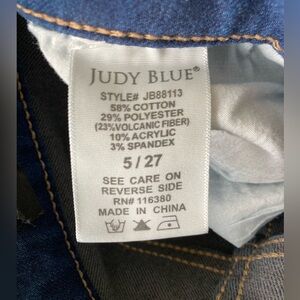 JUDY BLUE®
STYLE# JB88113
58% COTTON
29% POLYESTER
(23%VOLCANIC FIBER)
10% ACRYLIC
3% SPANDEX
5 / 27
SEE CARE ON
REVERSE SIDE
RN# 116380
MADE IN CHINA